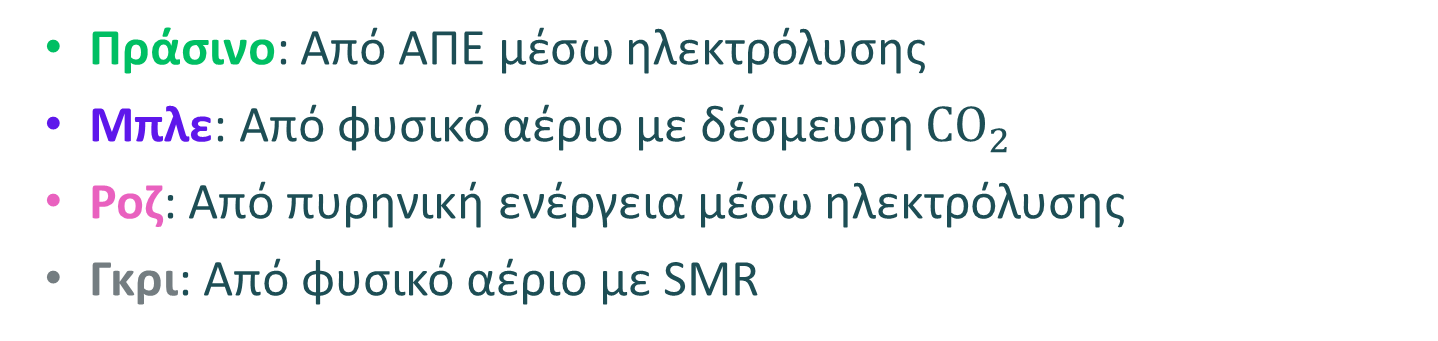 • Πράσινο: Από ΑΠΕ μέσω ηλεκτρόλυσης
• Μπλε: Από φυσικό αέριο με δέσμευση CO₂
• Ροζ: Από πυρηνική ενέργεια μέσω ηλεκτρόλυσης
• Γκρι: Από φυσικό αέριο με SMR